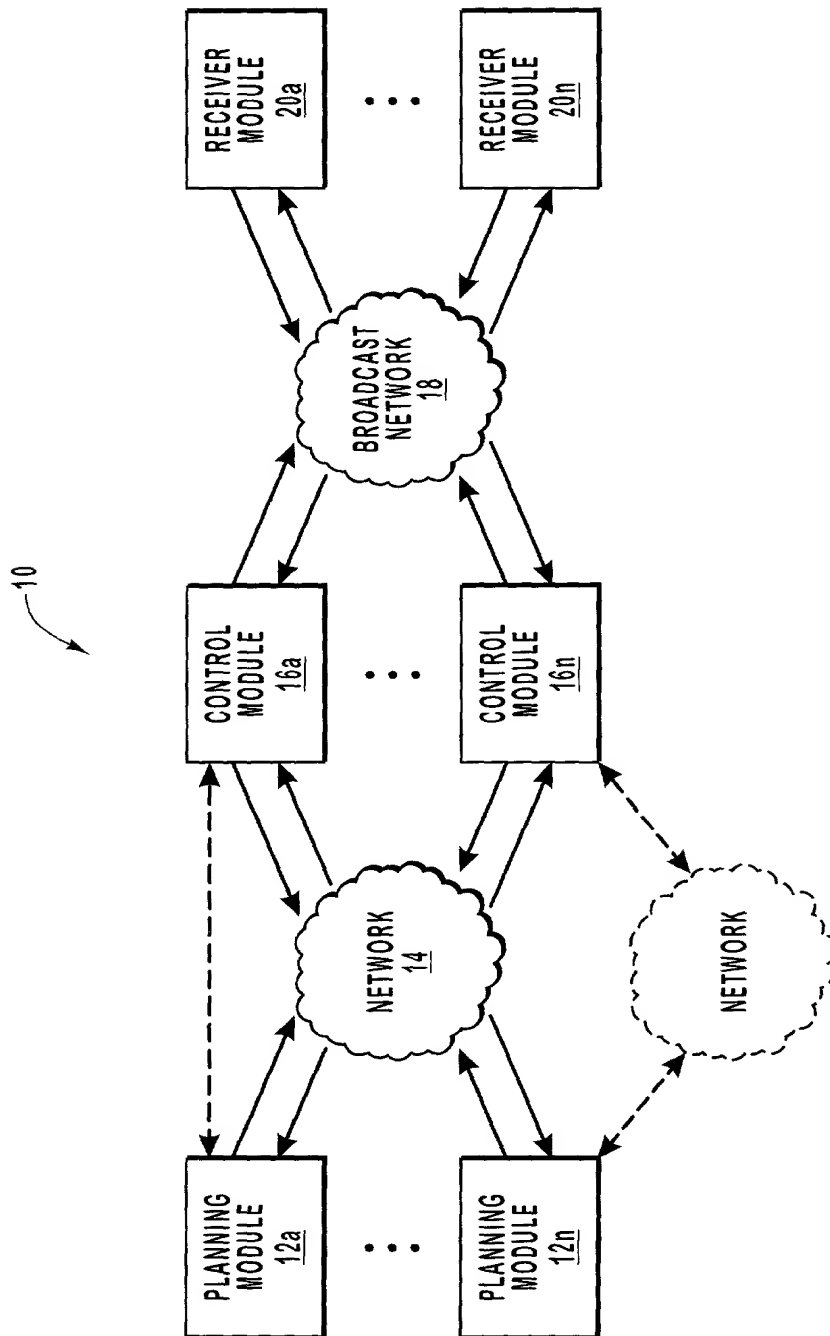 10
PLANNING
MODULE
12a
NETWORK
14
CONTROL
MODULE
16a
BROADCAST
NETWORK
18
RECEIVER
MODULE
20a
PLANNING
MODULE
12n
CONTROL
MODULE
16n
RECEIVER
MODULE
20n
NETWORK